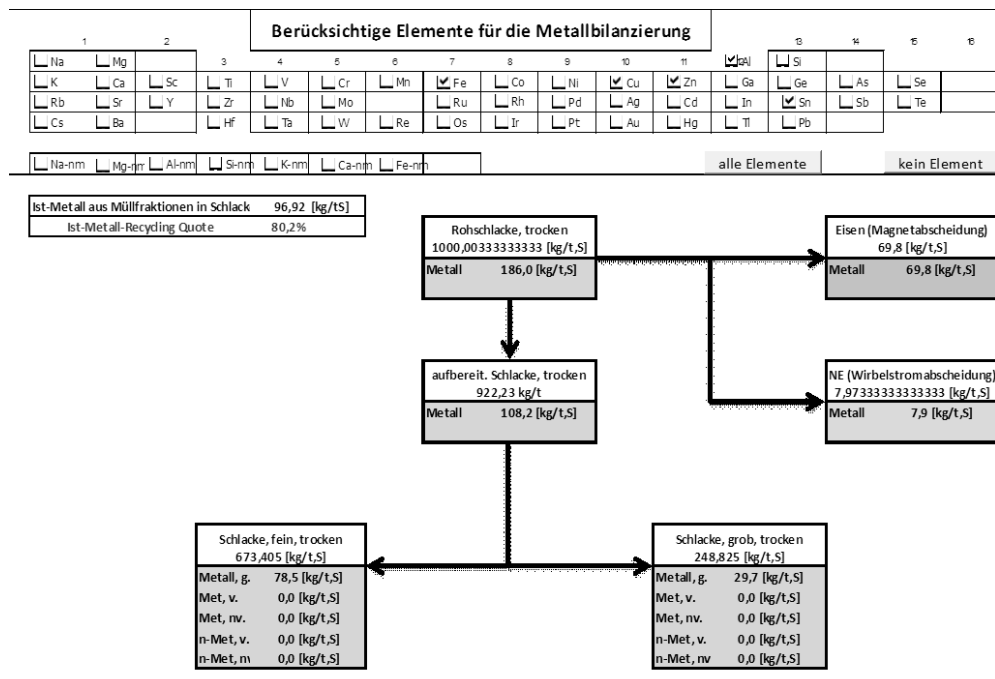 Berücksichtige Elemente für die Metallbilanzierung
1 2 13 14 15 16
Na Mg 3 4 5 6 7 8 9 10 11 Al Si
K Ca Sc Ti V Cr Mn Fe Co Ni Cu Zn Ga Ge As Se
Rb Sr Y Zr Nb Mo Ru Rh Pd Ag Cd In Sn Sb Te
Cs Ba Hf Ta W Re Os Ir Pt Au Hg Tl Pb
Na-nm Mg-nm Al-nm Si-nm K-nm Ca-nm Fe-nm alle Elemente kein Element
Ist-Metall aus Müllfraktionen in Schlack 96,92 [kg/tS]
Ist-Metall-Recycling Quote 80,2%
Rohschlacke, trocken
1000,00333333333 [kg/t,S]
Metall 186,0 [kg/t,S]
Eisen (Magnetabscheidung)
69,8 [kg/t,S]
Metall 69,8 [kg/t,S]
aufbereit. Schlacke, trocken
922,23 kg/t
Metall 108,2 [kg/t,S]
NE (Wirbelstromabscheidung)
7,97333333333333 [kg/t,S]
Metall 7,9 [kg/t,S]
Schlacke, fein, trocken
673,405 [kg/t,S]
Metall, g. 78,5 [kg/t,S]
Met, v. 0,0 [kg/t,S]
Met, nv. 0,0 [kg/t,S]
n-Met, v. 0,0 [kg/t,S]
n-Met, nv 0,0 [kg/t,S]
Schlacke, grob, trocken
248,825 [kg/t,S]
Metall, g. 29,7 [kg/t,S]
Met, v. 0,0 [kg/t,S]
Met, nv. 0,0 [kg/t,S]
n-Met, v. 0,0 [kg/t,S]
n-Met, nv 0,0 [kg/t,S]